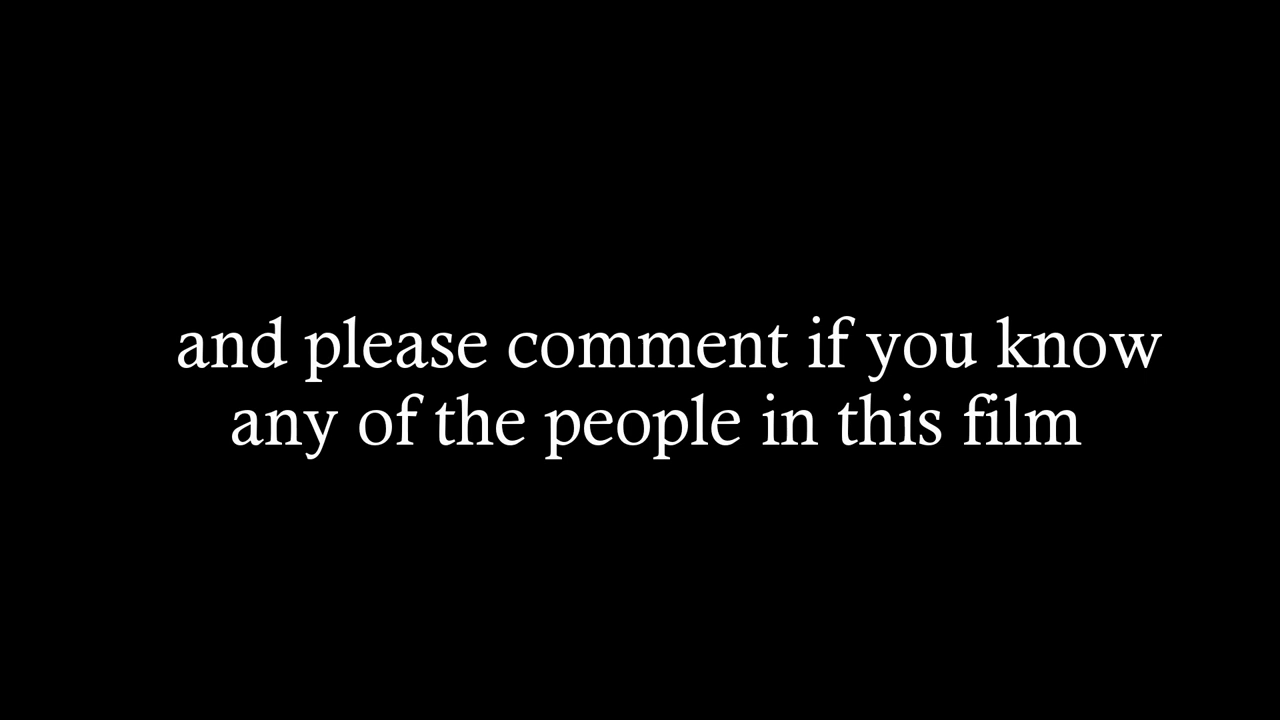 and please comment if you know
any of the people in this film